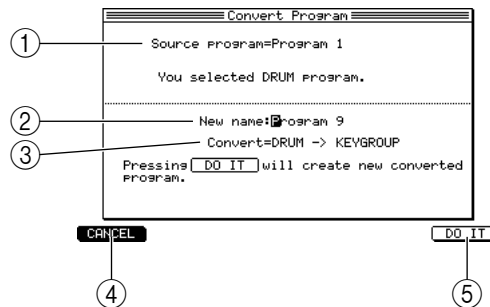 Convert Program
① Source program=Program 1
You selected DRUM program.
② New name:Program 9
③ Convert=DRUM -> KEYGROUP
Pressing DO IT will create new converted
program.
CANCEL DO IT
④ ⑤